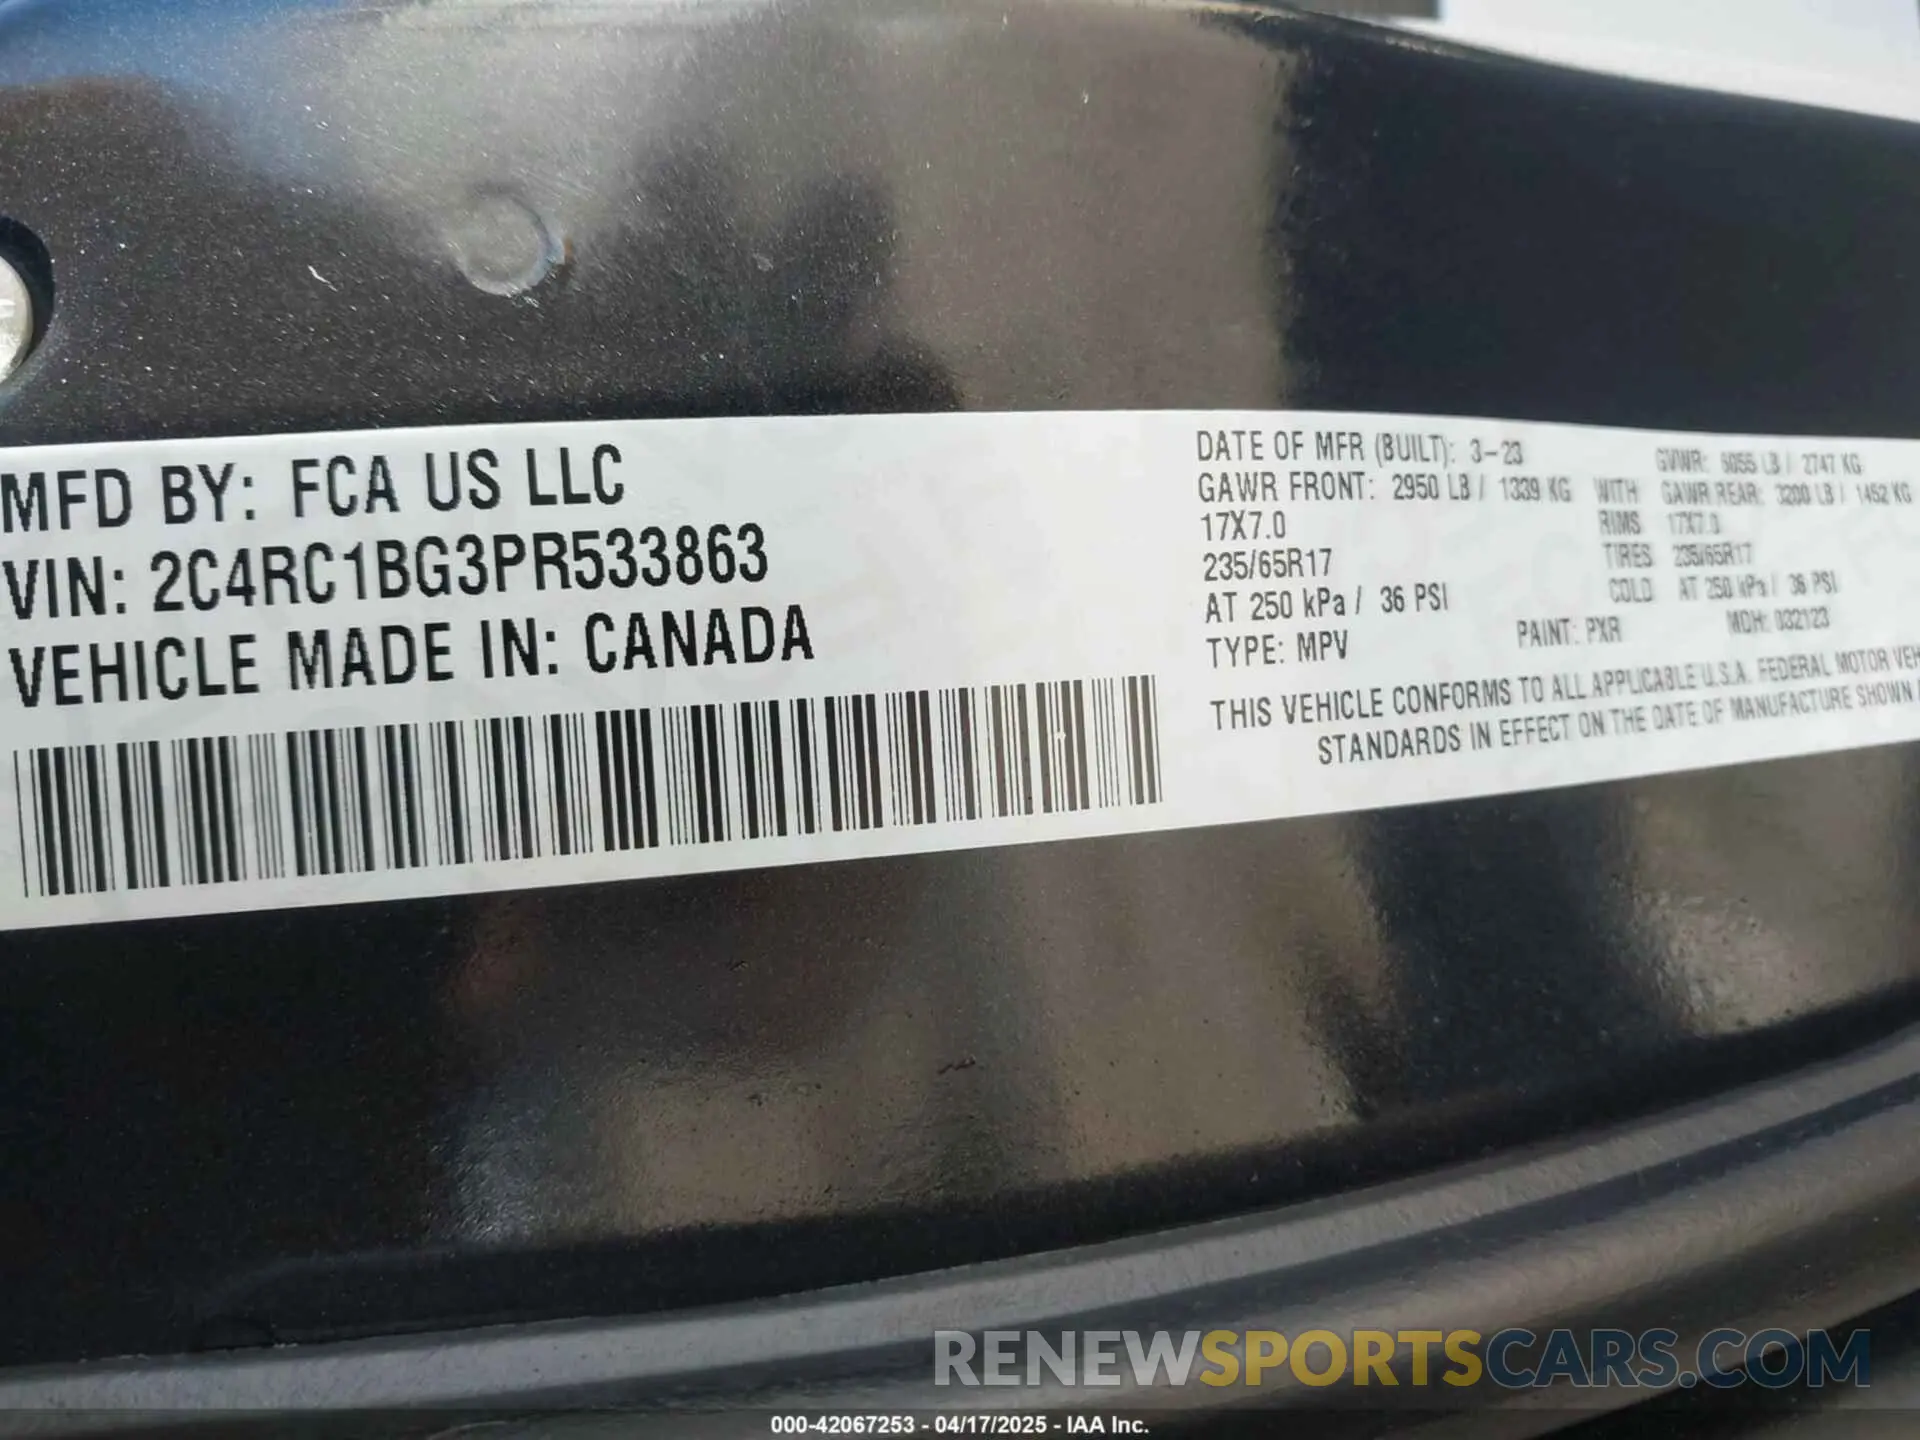 MFD BY: FCA US LLC
VIN: 2C4RC1BG3PR533863
VEHICLE MADE IN: CANADA
DATE OF MFR (BUILT): 3-23 GVWR: 6055 LB / 2747 KG
GAWR FRONT: 2950 LB / 1339 KG WITH GAWR REAR: 3200 LB / 1452 KG
17X7.0 RIMS 17X7.0
235/65R17 TIRES 235/65R17
AT 250 kPa / 36 PSI COLD AT 250 kPa / 36 PSI
TYPE: MPV PAINT: PXR MDH: 032123
THIS VEHICLE CONFORMS TO ALL APPLICABLE U.S.A. FEDERAL MOTOR VEH
STANDARDS IN EFFECT ON THE DATE OF MANUFACTURE SHOWN
RENEWSPORTSCARS.COM
000-42067253 - 04/17/2025 - IAA Inc.